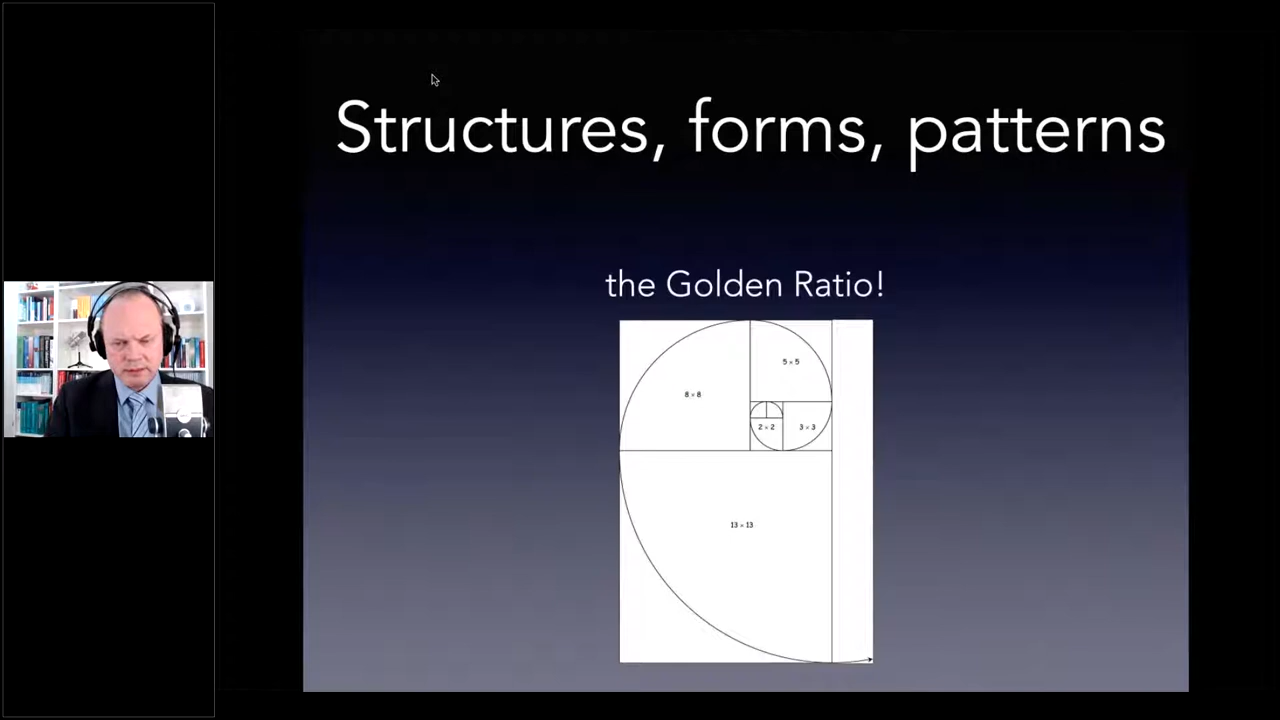 Structures, forms, patterns
the Golden Ratio!
5 × 5
8 × 8
2 × 2
3 × 3
13 × 13